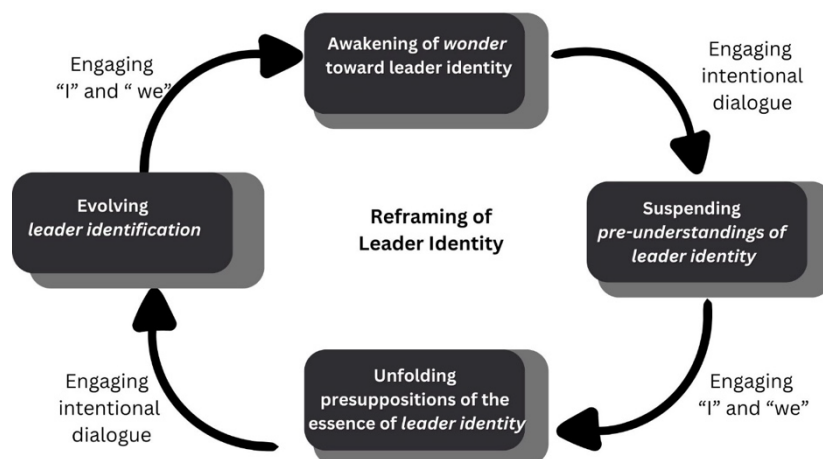 Awakening of wonder
toward leader identity
Engaging
intentional
dialogue
Suspending
pre-understandings of
leader identity
Engaging
“I” and “we”
Unfolding
presuppositions of the
essence of leader identity
Engaging
intentional
dialogue
Evolving
leader identification
Engaging
“I” and “ we”
Reframing of
Leader Identity